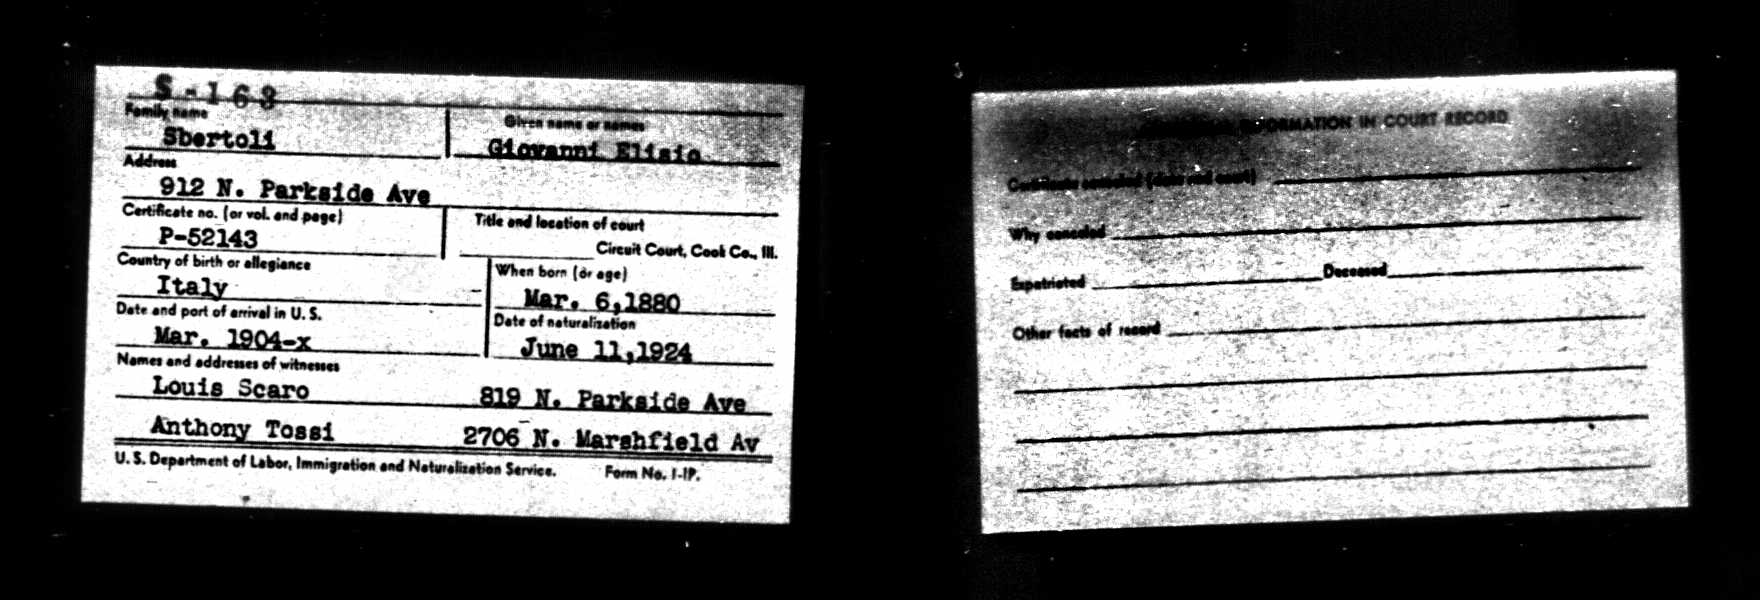 S-163
Family name
Given name or names
Sbertoli
Giovanni Elisio
Address
912 N. Parkside Ave
Certificate no. (or vol. and page)
Title and location of court
P-52143
Circuit Court, Cook Co., Ill.
Country of birth or allegiance
When born (or age)
Italy
Mar. 6,1880
Date and port of arrival in U. S.
Date of naturalization
Mar. 1904-x
June 11,1924
Names and addresses of witnesses
Louis Scaro 819 N. Parkside Ave
Anthony Tossi 2706 N. Marshfield Av
U. S. Department of Labor, Immigration and Naturalization Service. Form No. 1-IP.
INFORMATION IN COURT RECORD
Certificate canceled (date and court)
Why canceled
Expatriated Deceased
Other facts of record